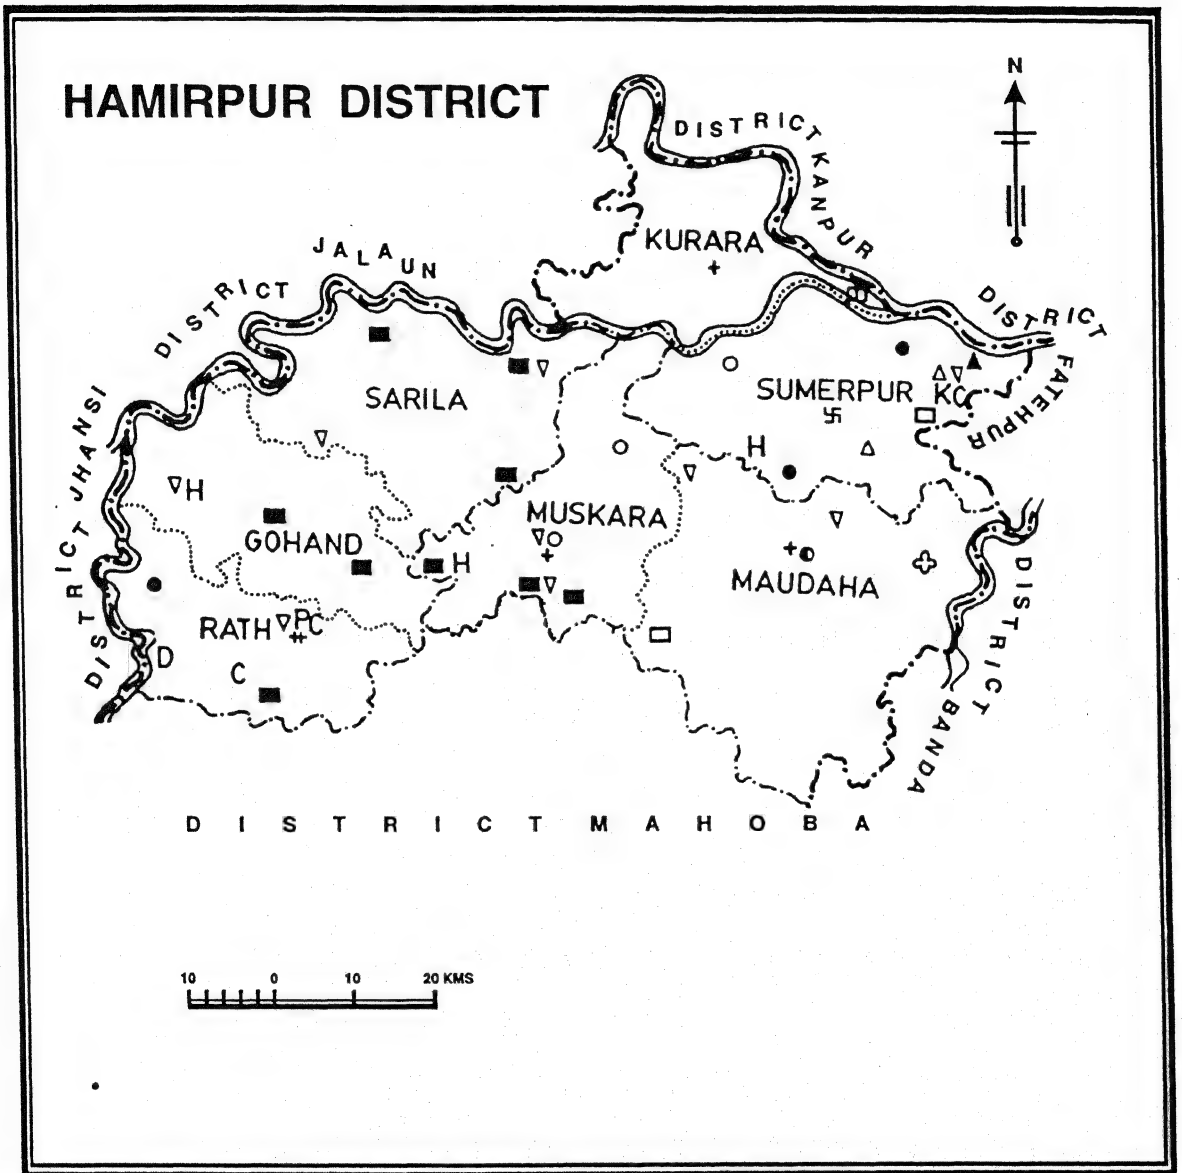 HAMIRPUR DISTRICT
N
DISTRICT KANPUR
KURARA
DISTRICT JALAUN
DISTRICT FATEHPUR
SARILA
SUMERPUR
KC
DISTRICT JHANSI
H
H
MUSKARA
GOHAND
H
MAUDAHA
RATH
PC
D
C
DISTRICT BANDA
DISTRICT MAHOBA
10 0 10 20 KMS